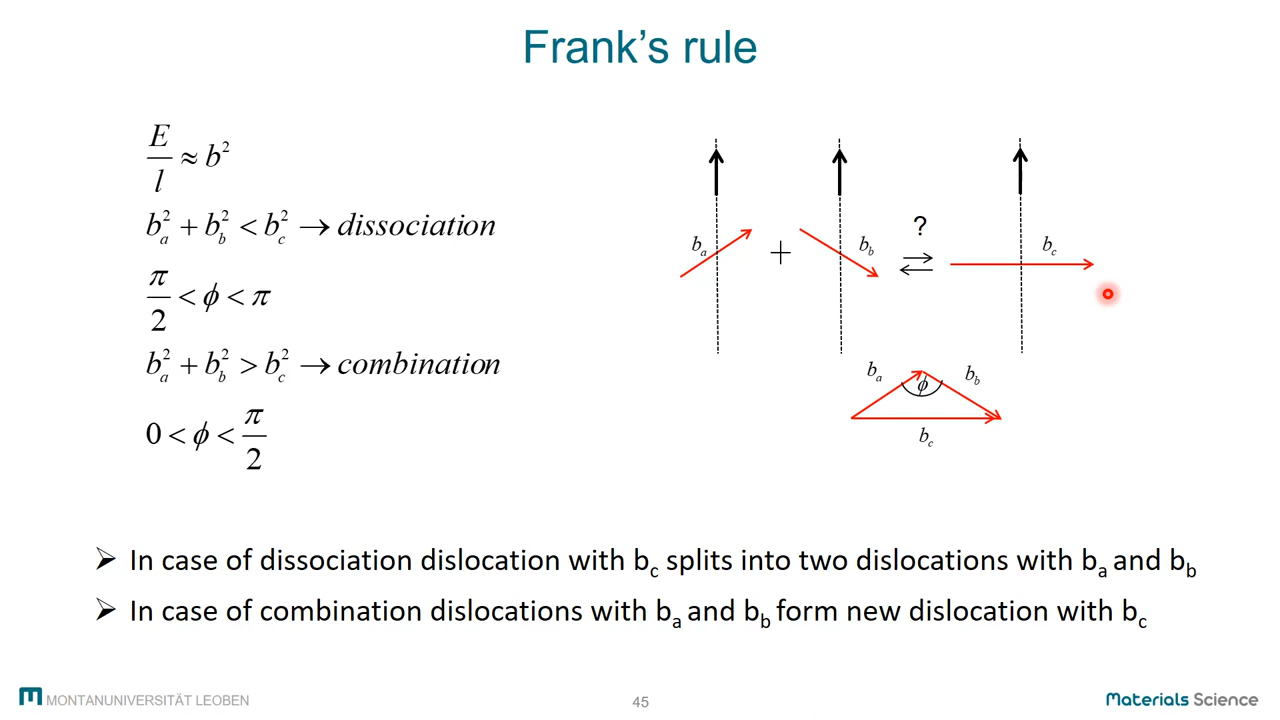 Frank's rule
E/l ≈ b²
b_a² + b_b² < b_c² → dissociation
π/2 < ϕ < π
b_a² + b_b² > b_c² → combination
0 < ϕ < π/2
b_a + b_b ? ⇌ b_c
b_a ϕ b_b
b_c
➢ In case of dissociation dislocation with b_c splits into two dislocations with b_a and b_b
➢ In case of combination dislocations with b_a and b_b form new dislocation with b_c
MONTANUNIVERSITÄT LEOBEN
45
Materials Science